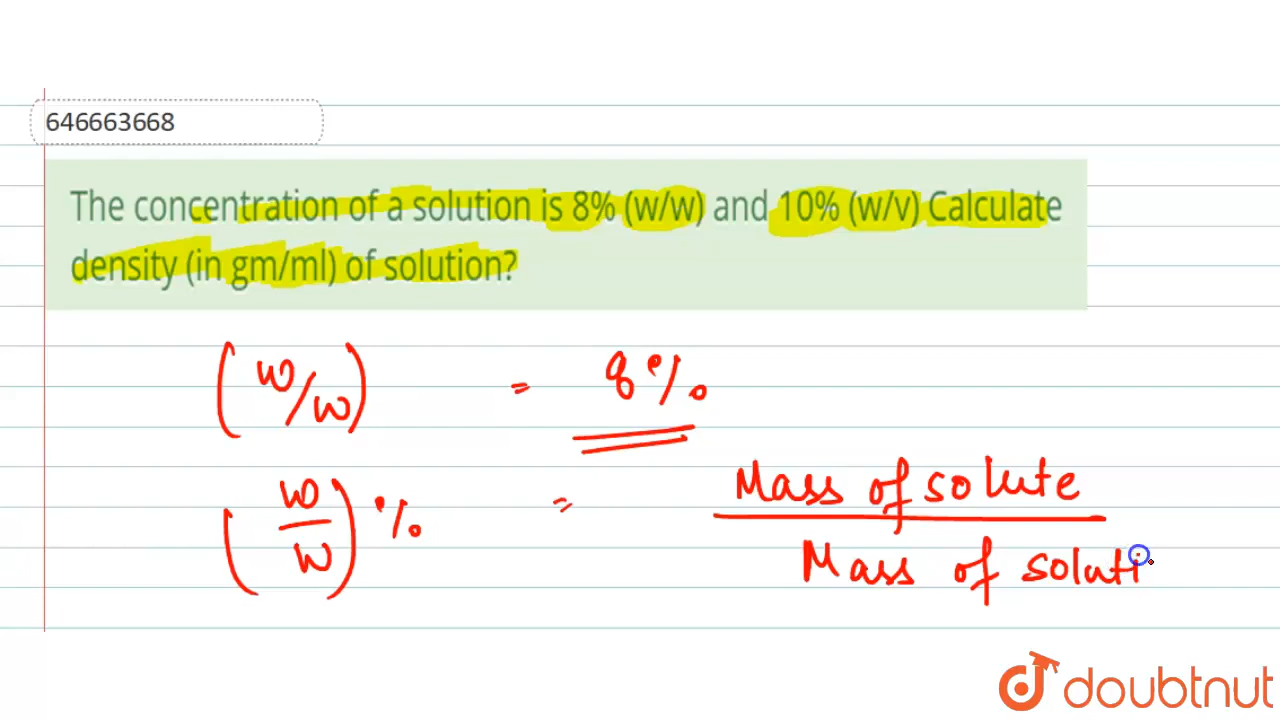 646663668
The concentration of a solution is 8% (w/w) and 10% (w/v) Calculate
density (in gm/ml) of solution?
(w/w) = 8%
(w/w)% = Mass of solute
Mass of soluti
doubtnut